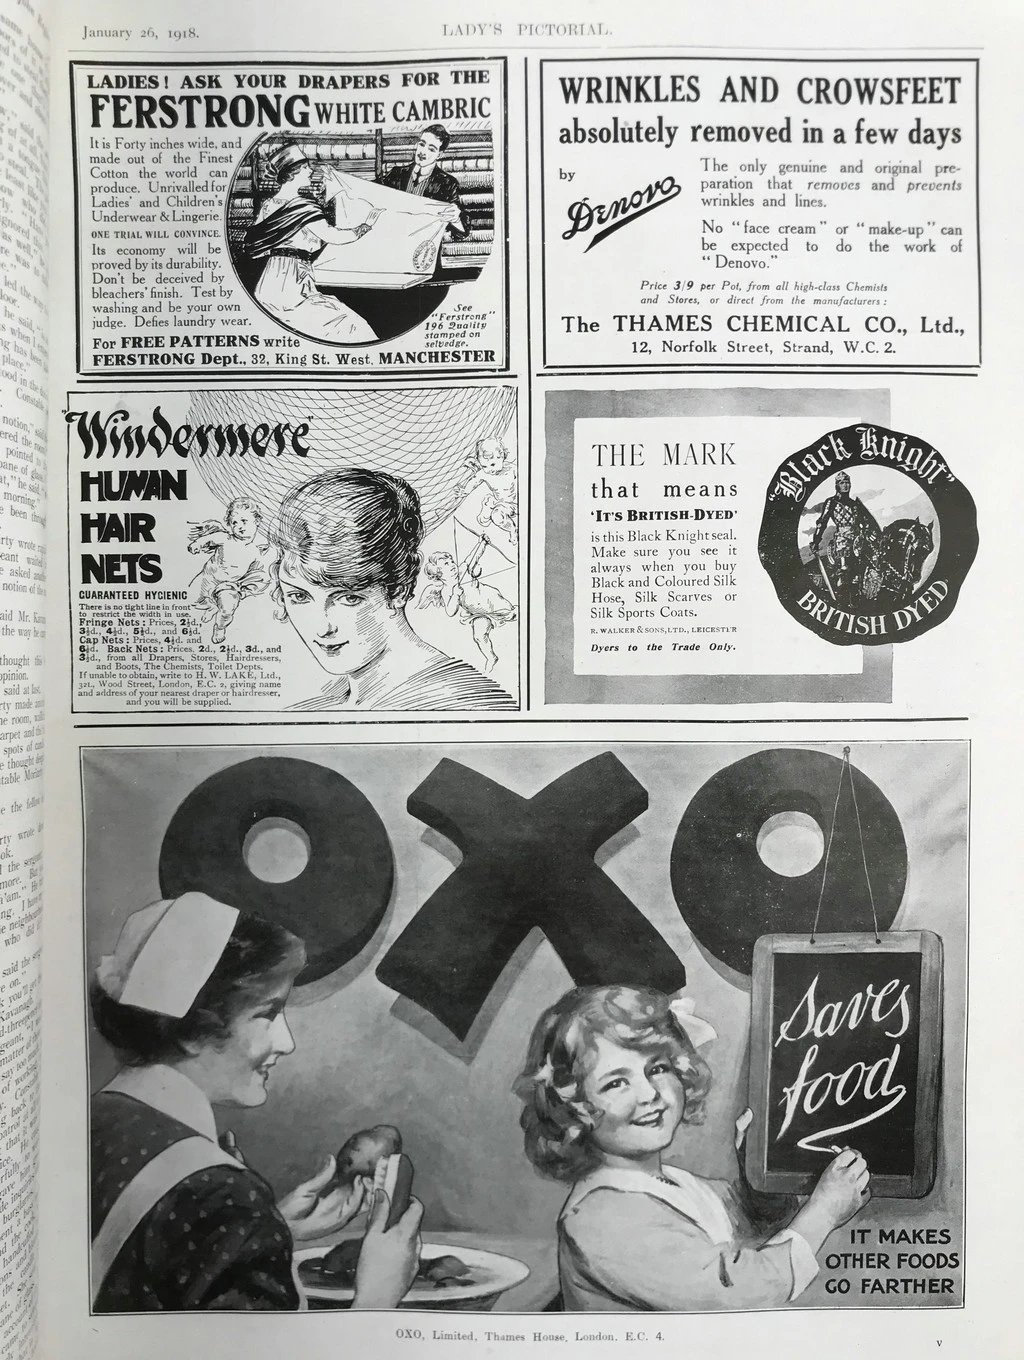 January 26, 1918.
LADY'S PICTORIAL.
LADIES! ASK YOUR DRAPERS FOR THE
FERSTRONG WHITE CAMBRIC
It is Forty inches wide, and
made out of the Finest
Cotton the world can
produce. Unrivalled for
Ladies' and Children's
Underwear & Lingerie.
ONE TRIAL WILL CONVINCE.
Its economy will be
proved by its durability.
Don't be deceived by
bleachers' finish. Test by
washing and be your own
judge. Defies laundry wear.
See
"Ferstrong"
196 Quality
stamped on
selvedge.
For FREE PATTERNS write
FERSTRONG Dept., 32, King St. West, MANCHESTER
WRINKLES AND CROWSFEET
absolutely removed in a few days
by
Denovo
The only genuine and original pre-
paration that removes and prevents
wrinkles and lines.
No "face cream" or "make-up" can
be expected to do the work of
"Denovo."
Price 3/9 per Pot, from all high-class Chemists
and Stores, or direct from the manufacturers:
The THAMES CHEMICAL CO., Ltd.,
12, Norfolk Street, Strand, W.C. 2.
"Windermere"
HUMAN
HAIR
NETS
GUARANTEED HYGIENIC
There is no tight line in front
to restrict the width in use.
Fringe Nets: Prices, 2½d.,
3½d., 4½d., 5½d., and 6½d.
Cap Nets: Prices, 4½d. and
6½d. Back Nets: Prices. 2d., 2½d., 3d., and
3½d., from all Drapers, Stores, Hairdressers,
and Boots, The Chemists, Toilet Depts.
If unable to obtain, write to H. W. LAKE, Ltd.,
32L, Wood Street, London, E.C. 2, giving name
and address of your nearest draper or hairdresser,
and you will be supplied.
THE MARK
that means
'IT'S BRITISH-DYED'
is this Black Knight seal.
Make sure you see it
always when you buy
Black and Coloured Silk
Hose, Silk Scarves or
Silk Sports Coats.
R. WALKER & SONS, LTD., LEICESTER
Dyers to the Trade Only.
"Black Knight"
BRITISH DYED
OXO
Saves
food
IT MAKES
OTHER FOODS
GO FARTHER
OXO, Limited, Thames House, London. E.C. 4.
v